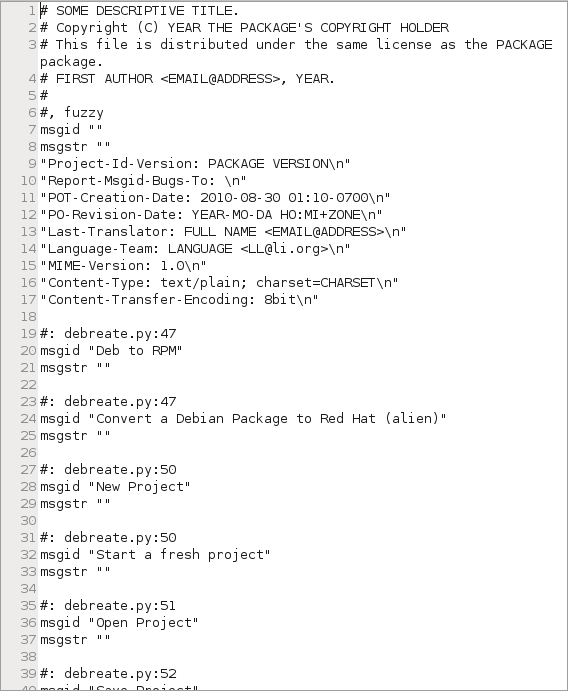 1 # SOME DESCRIPTIVE TITLE.
2 # Copyright (C) YEAR THE PACKAGE'S COPYRIGHT HOLDER
3 # This file is distributed under the same license as the PACKAGE
package.
4 # FIRST AUTHOR <EMAIL@ADDRESS>, YEAR.
5 #
6 #, fuzzy
7 msgid ""
8 msgstr ""
9 "Project-Id-Version: PACKAGE VERSION\n"
10 "Report-Msgid-Bugs-To: \n"
11 "POT-Creation-Date: 2010-08-30 01:10-0700\n"
12 "PO-Revision-Date: YEAR-MO-DA HO:MI+ZONE\n"
13 "Last-Translator: FULL NAME <EMAIL@ADDRESS>\n"
14 "Language-Team: LANGUAGE <LL@li.org>\n"
15 "MIME-Version: 1.0\n"
16 "Content-Type: text/plain; charset=CHARSET\n"
17 "Content-Transfer-Encoding: 8bit\n"
18
19 #: debreate.py:47
20 msgid "Deb to RPM"
21 msgstr ""
22
23 #: debreate.py:47
24 msgid "Convert a Debian Package to Red Hat (alien)"
25 msgstr ""
26
27 #: debreate.py:50
28 msgid "New Project"
29 msgstr ""
30
31 #: debreate.py:50
32 msgid "Start a fresh project"
33 msgstr ""
34
35 #: debreate.py:51
36 msgid "Open Project"
37 msgstr ""
38
39 #: debreate.py:52
40 msgid "Save Project"